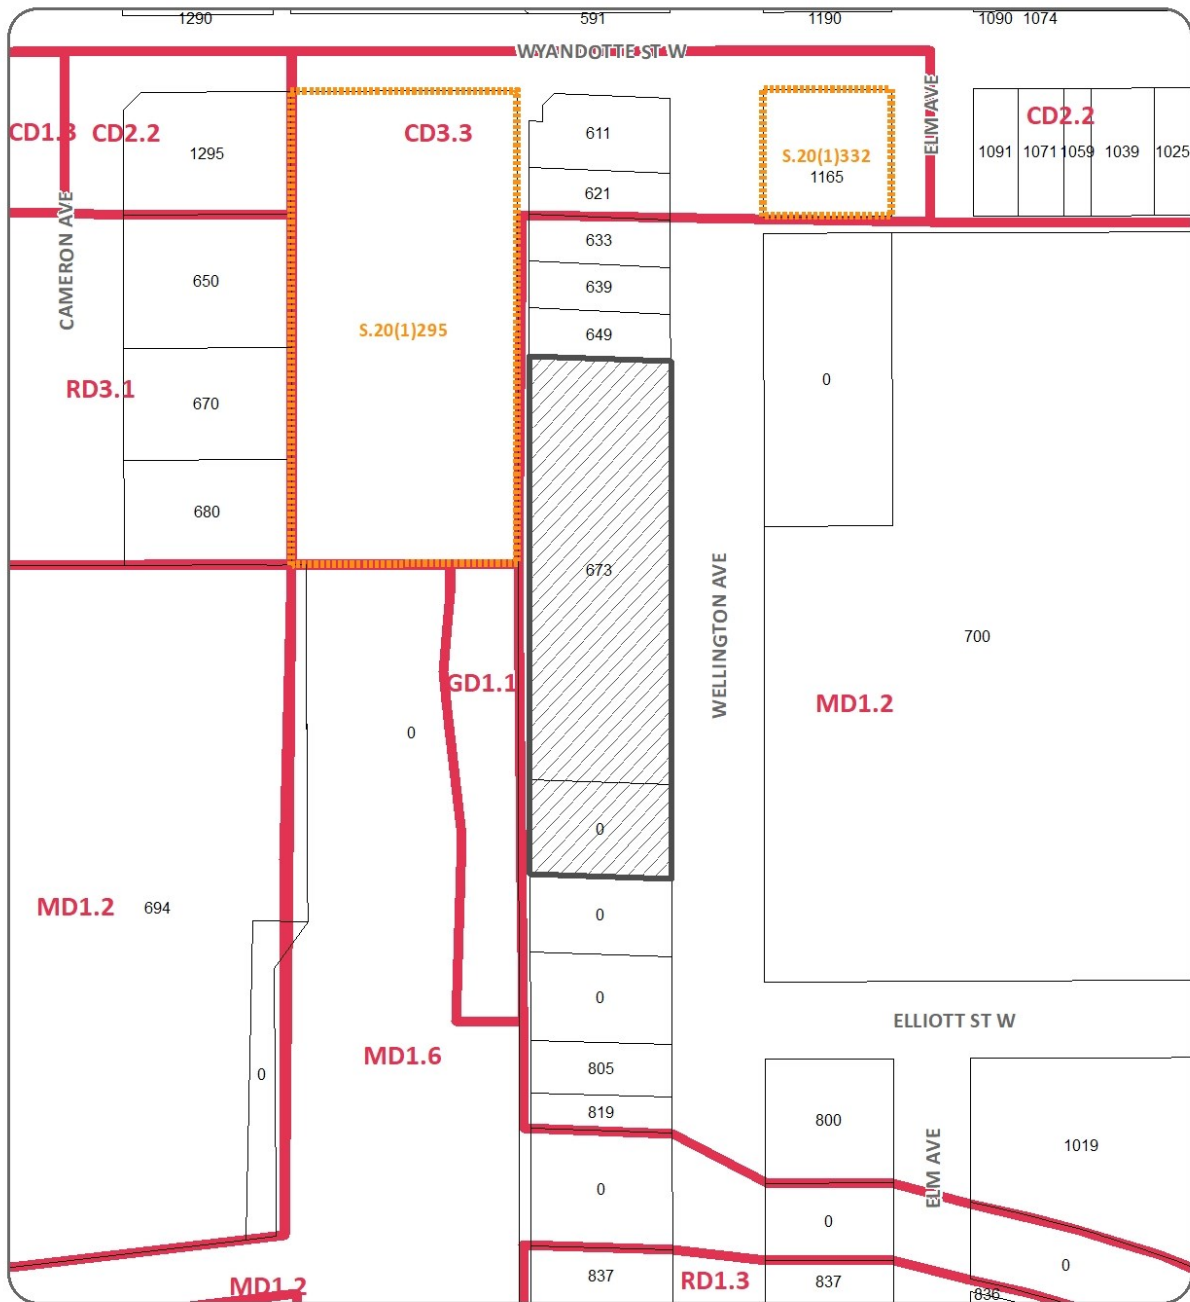 1290 591 1190 1090 1074
WYANDOTTE ST W
CD1.3 CD2.2 CD3.3 ELM AVE CD2.2
611
1295 S.20(1)332 1091 1071 1059 1039 1025
1165
621
CAMERON AVE
633
650 639
S.20(1)295 649
RD3.1 670 0
680
673
WELLINGTON AVE
700
GD1.1 MD1.2
0
0
MD1.2 694 0
0
ELLIOTT ST W
MD1.6 805
0
819 800
ELM AVE 1019
0
0
0
MD1.2 837 RD1.3 837
836